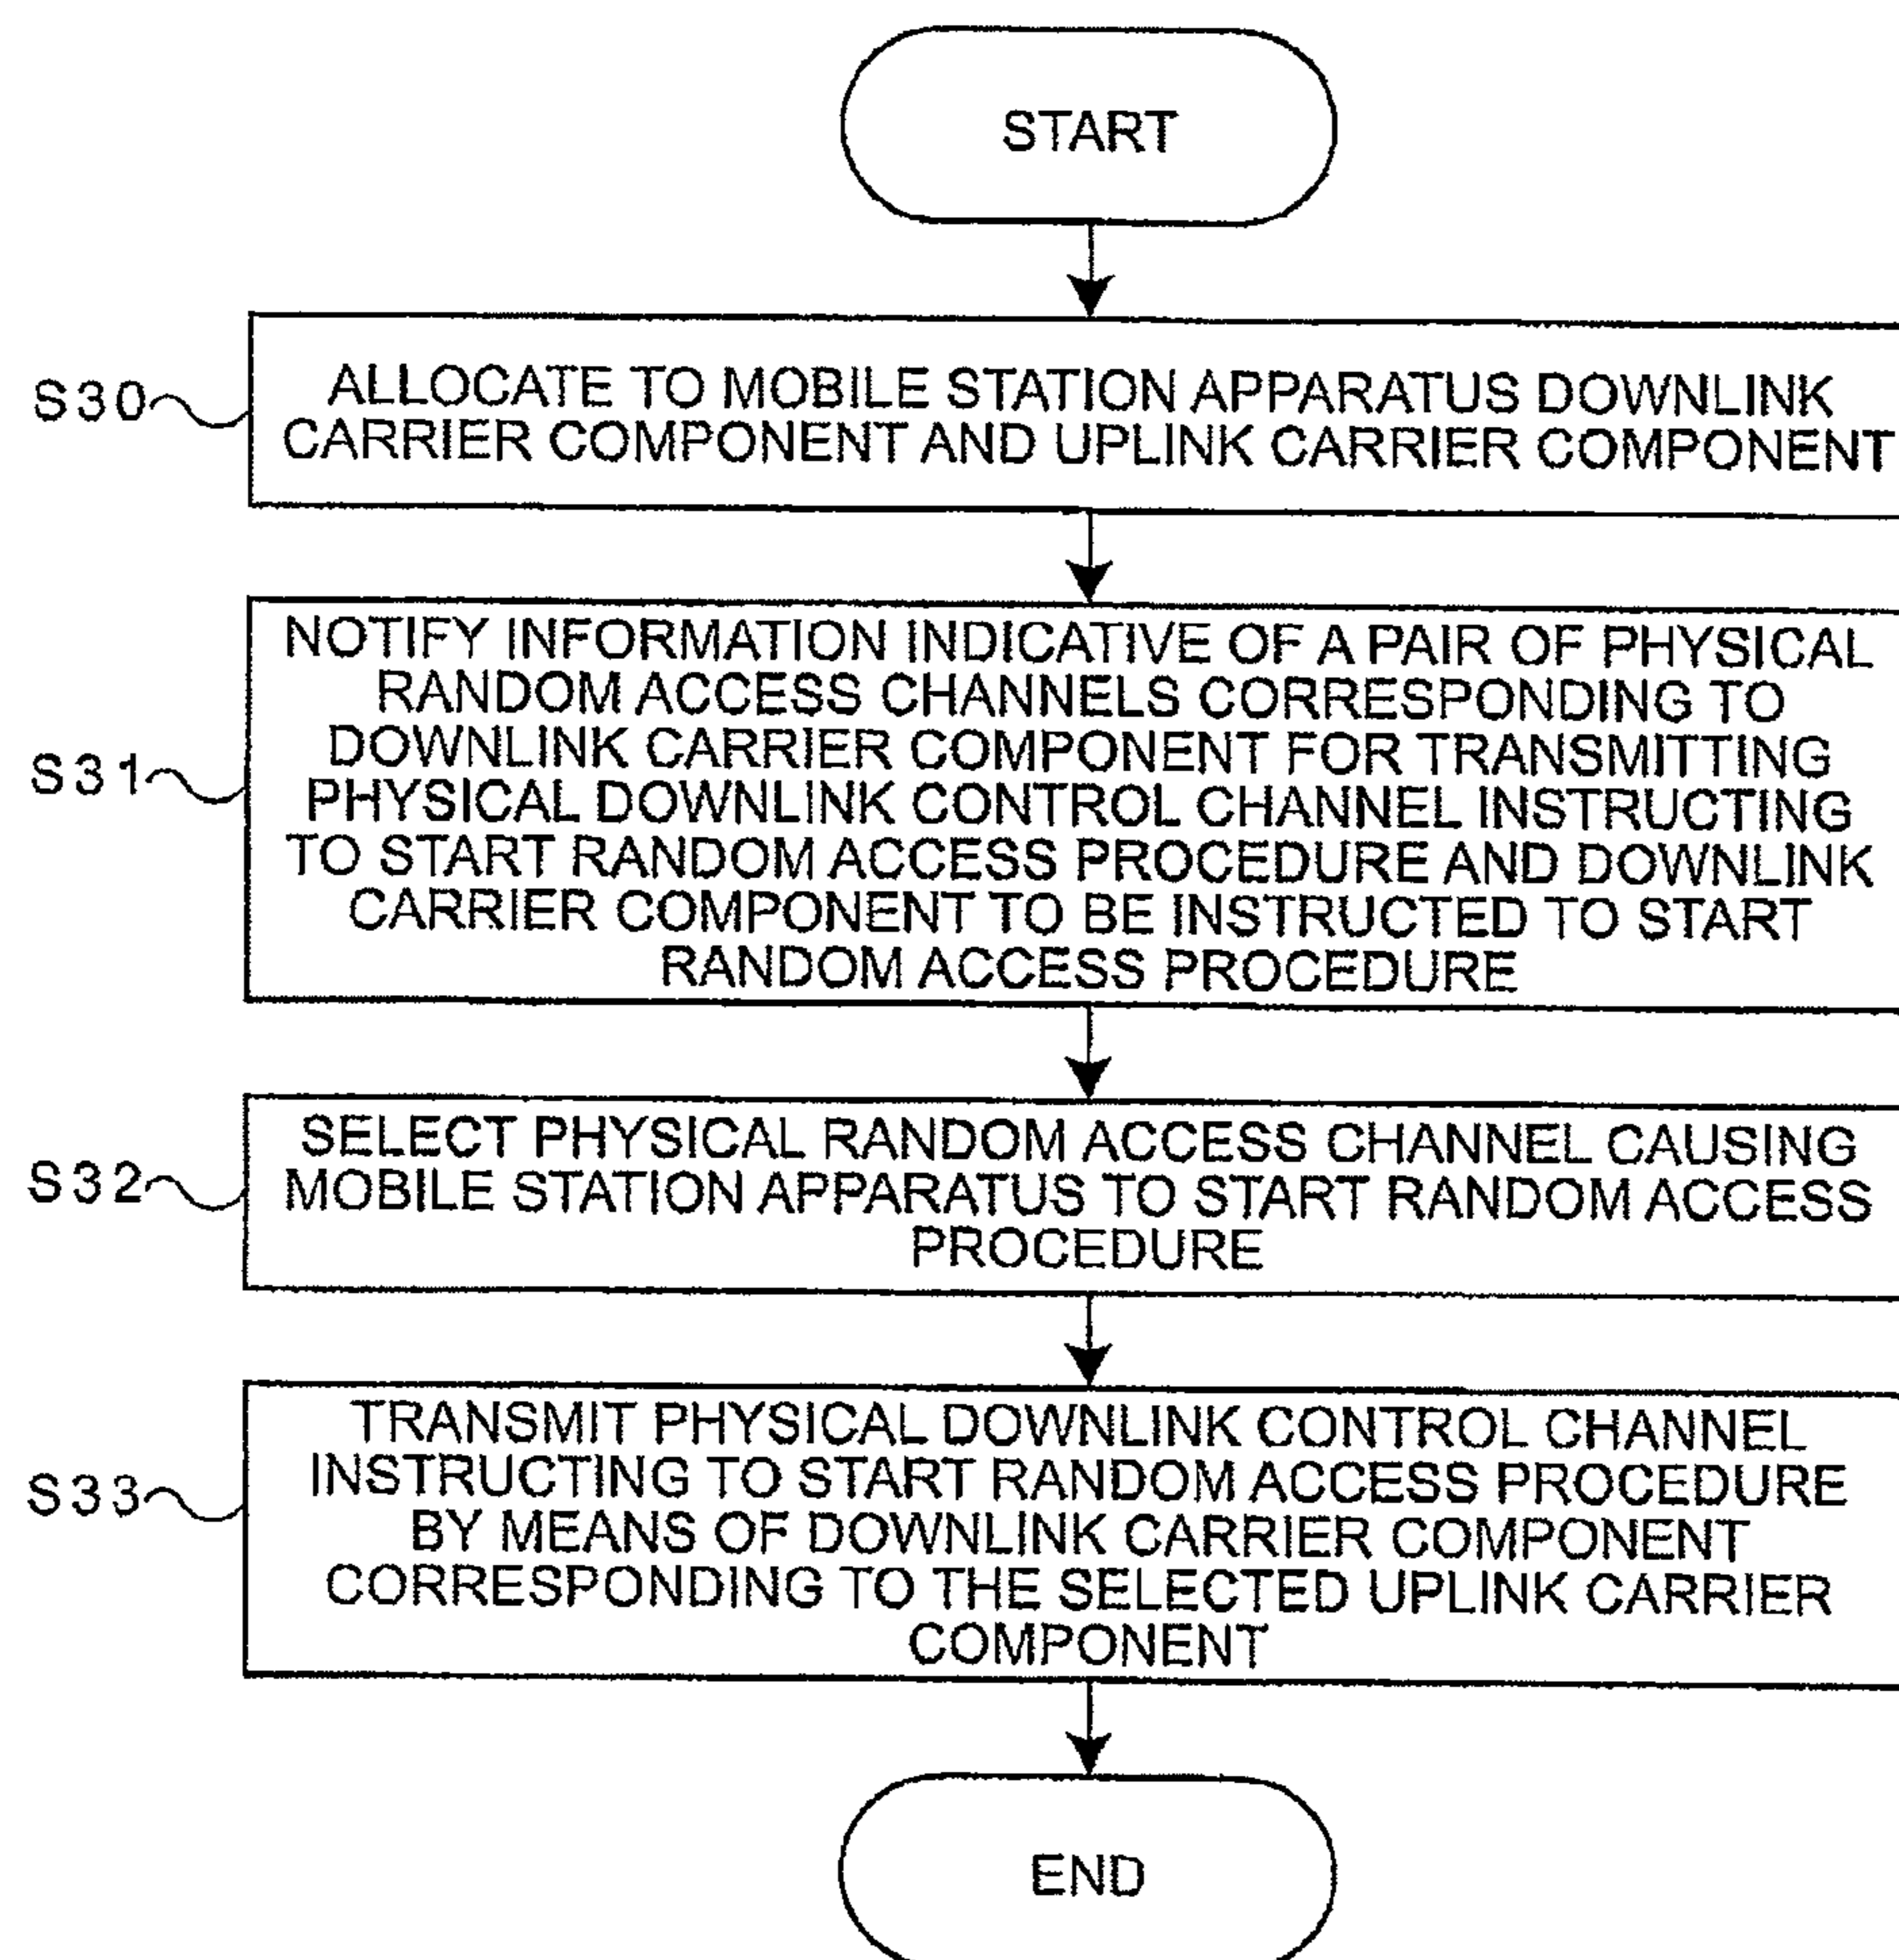 START
S30
ALLOCATE TO MOBILE STATION APPARATUS DOWNLINK
CARRIER COMPONENT AND UPLINK CARRIER COMPONENT
S31
NOTIFY INFORMATION INDICATIVE OF A PAIR OF PHYSICAL
RANDOM ACCESS CHANNELS CORRESPONDING TO
DOWNLINK CARRIER COMPONENT FOR TRANSMITTING
PHYSICAL DOWNLINK CONTROL CHANNEL INSTRUCTING
TO START RANDOM ACCESS PROCEDURE AND DOWNLINK
CARRIER COMPONENT TO BE INSTRUCTED TO START
RANDOM ACCESS PROCEDURE
S32
SELECT PHYSICAL RANDOM ACCESS CHANNEL CAUSING
MOBILE STATION APPARATUS TO START RANDOM ACCESS
PROCEDURE
S33
TRANSMIT PHYSICAL DOWNLINK CONTROL CHANNEL
INSTRUCTING TO START RANDOM ACCESS PROCEDURE
BY MEANS OF DOWNLINK CARRIER COMPONENT
CORRESPONDING TO THE SELECTED UPLINK CARRIER
COMPONENT
END